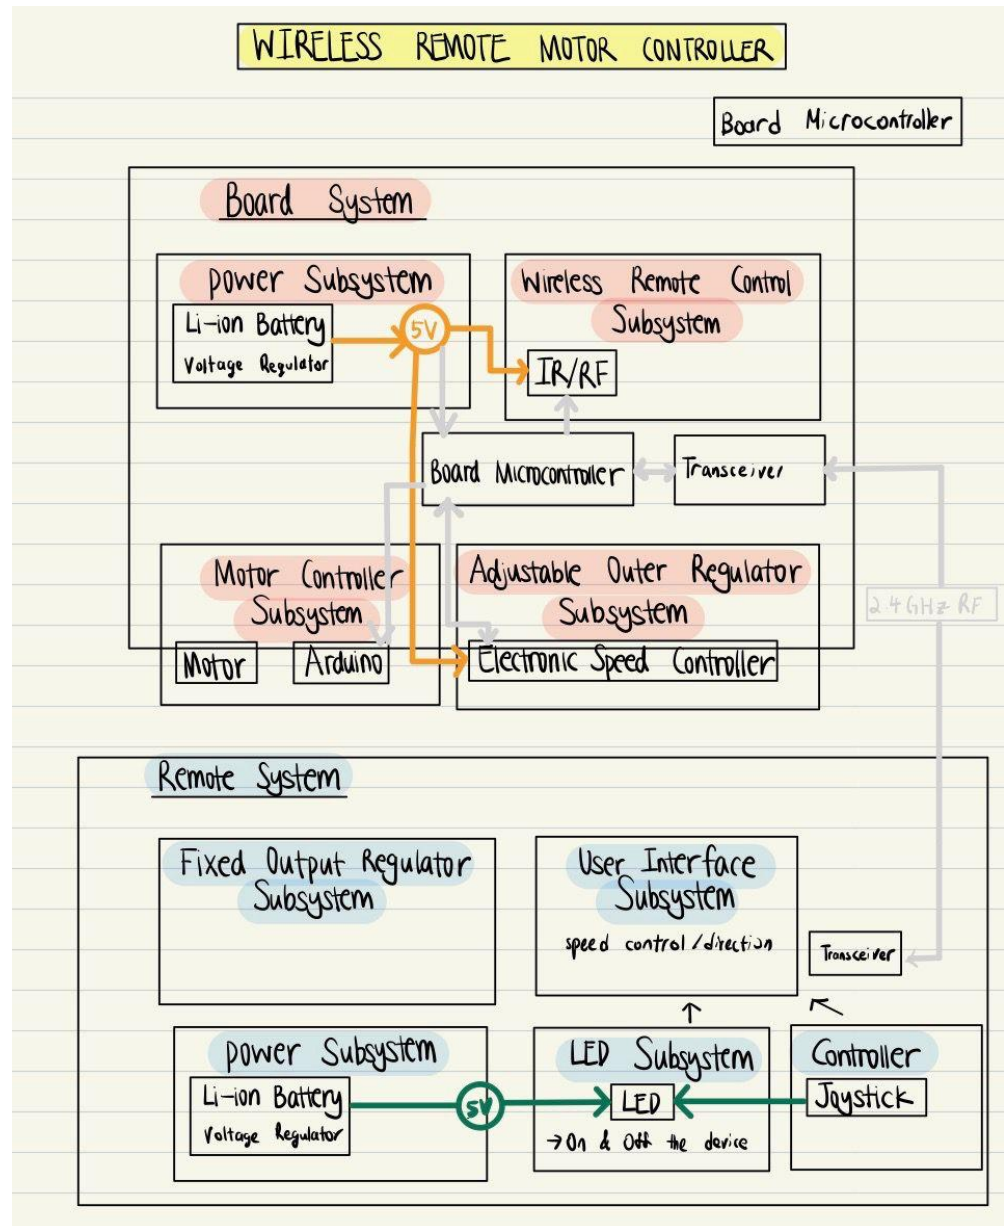 WIRELESS REMOTE MOTOR CONTROLLER
Board Microcontroller
Board System
power Subsystem
Li-ion Battery
Voltage Regulator
5V
Wireless Remote Control
Subsystem
IR/RF
Board Microcontroller
Transceiver
Motor Controller
Subsystem
Motor
Arduino
Adjustable Outer Regulator
Subsystem
Electronic Speed Controller
2.4GHz RF
Remote System
Fixed Output Regulator
Subsystem
User Interface
Subsystem
speed control/direction
Transceiver
power Subsystem
Li-ion Battery
Voltage Regulator
5V
LED Subsystem
LED
→ On & Off the device
Controller
Joystick